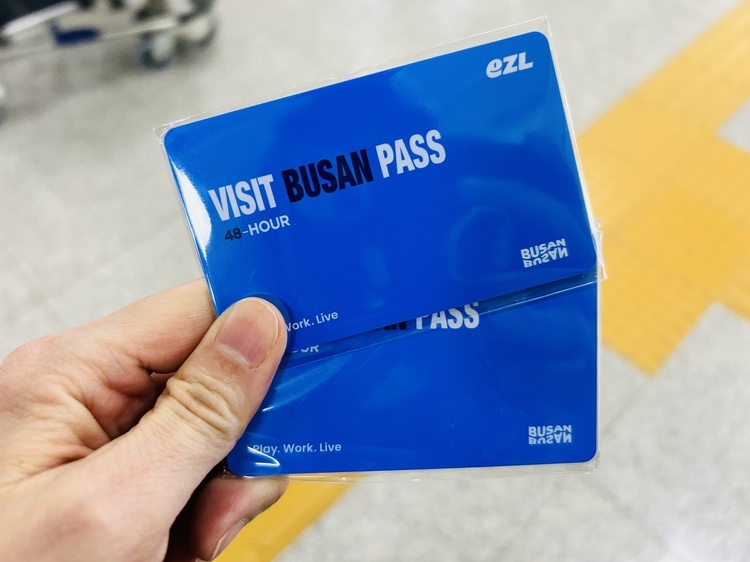 ezl
VISIT BUSAN PASS
48-HOUR
BUSAN
BUSAN
Work. Live
PASS
BUSAN
BUSAN
Play. Work. Live